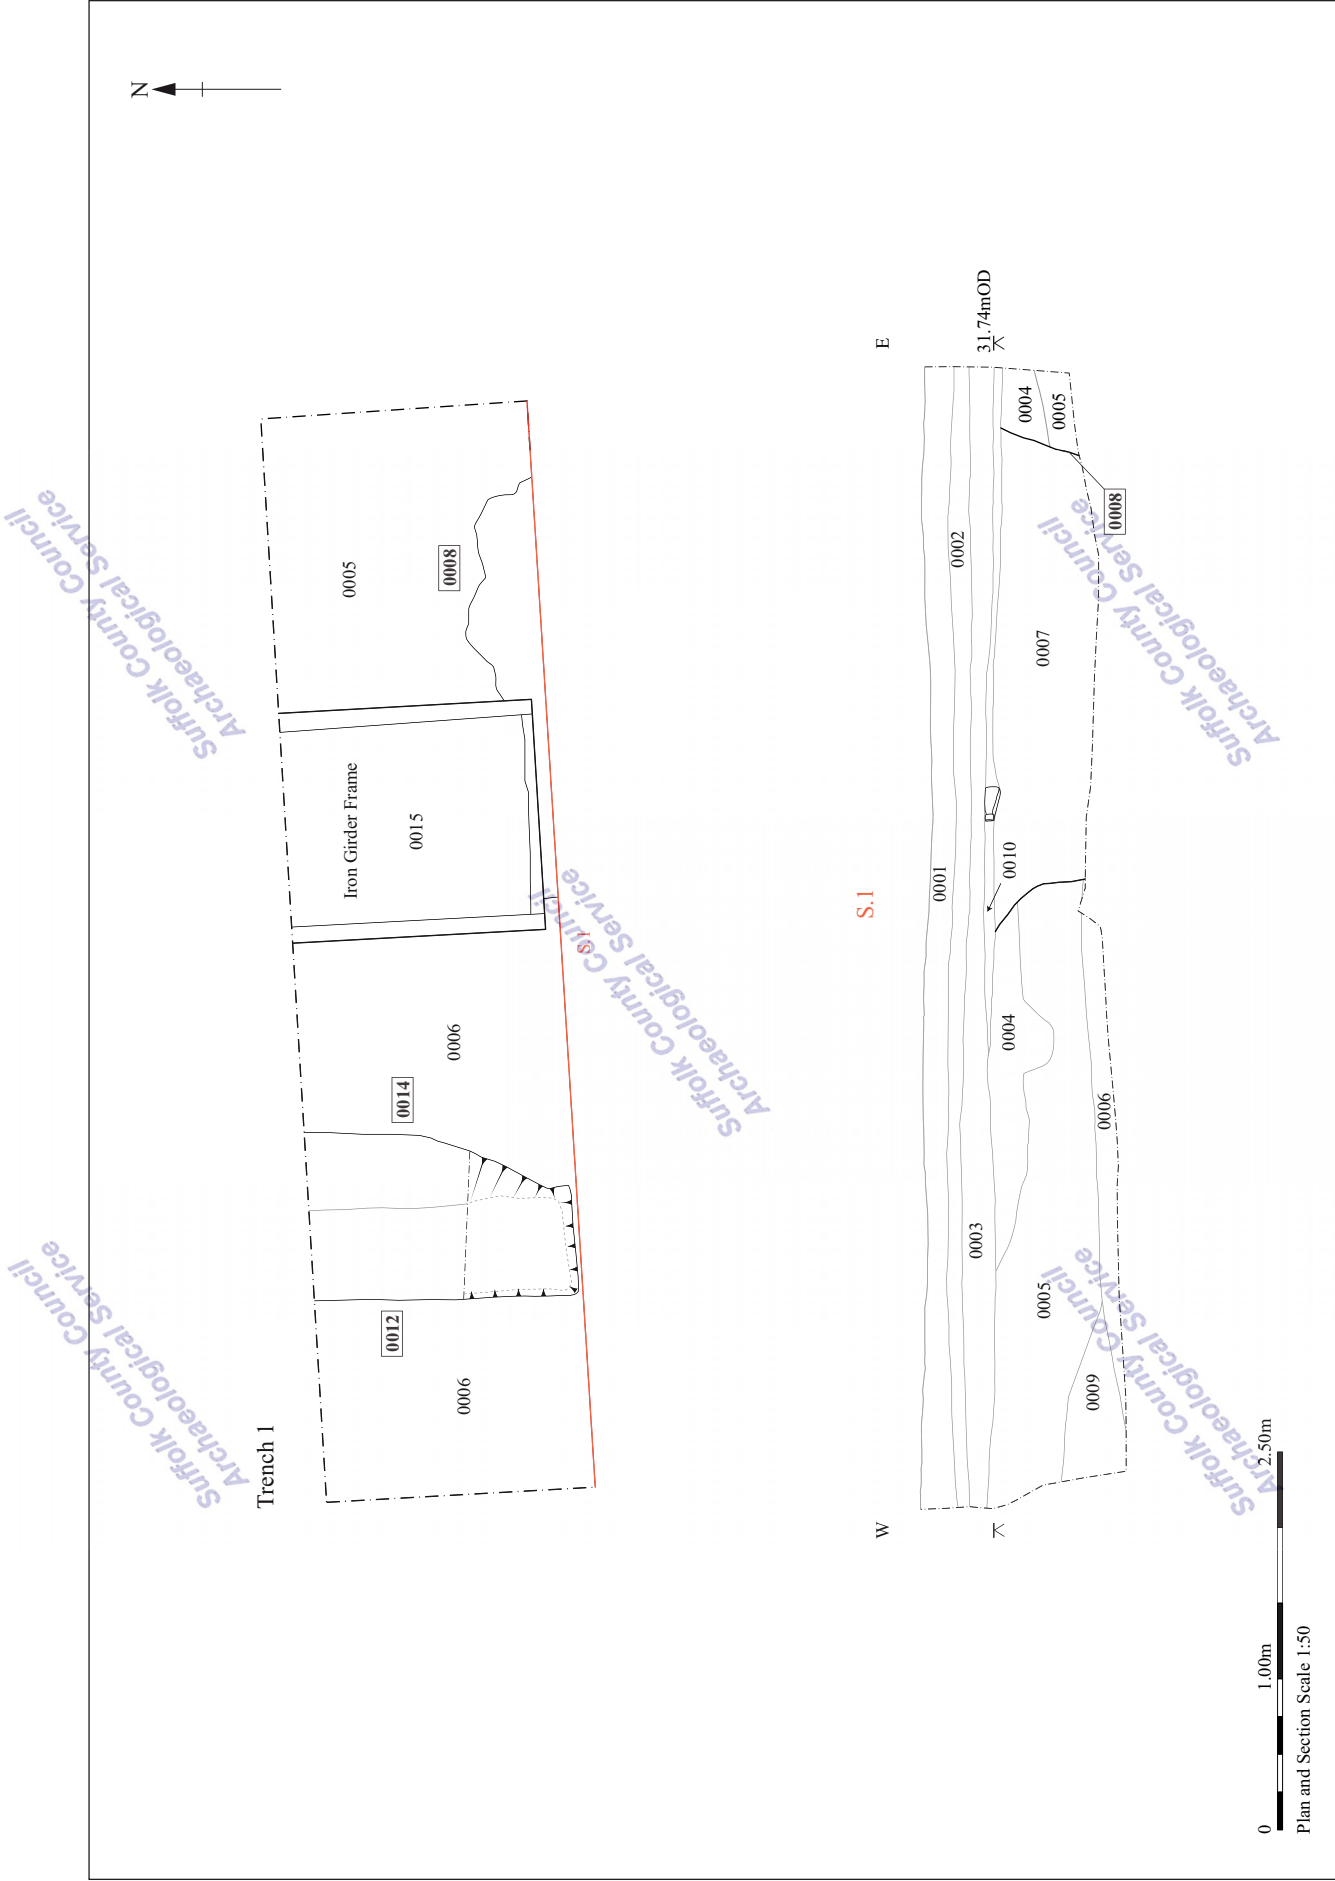 N
Trench 1
0006
0012
0014
0006
Iron Girder Frame
0015
0005
0008
S.1
S.1
W
E
31.74mOD
0001
0002
0003
0004
0010
0007
0004
0005
0008
0005
0006
0009
0
1.00m
2.50m
Plan and Section Scale 1:50
Suffolk County Council
Archaeological Service
Suffolk County Council
Archaeological Service
Suffolk County Council
Archaeological Service
Suffolk County Council
Archaeological Service
Suffolk County Council
Archaeological Service